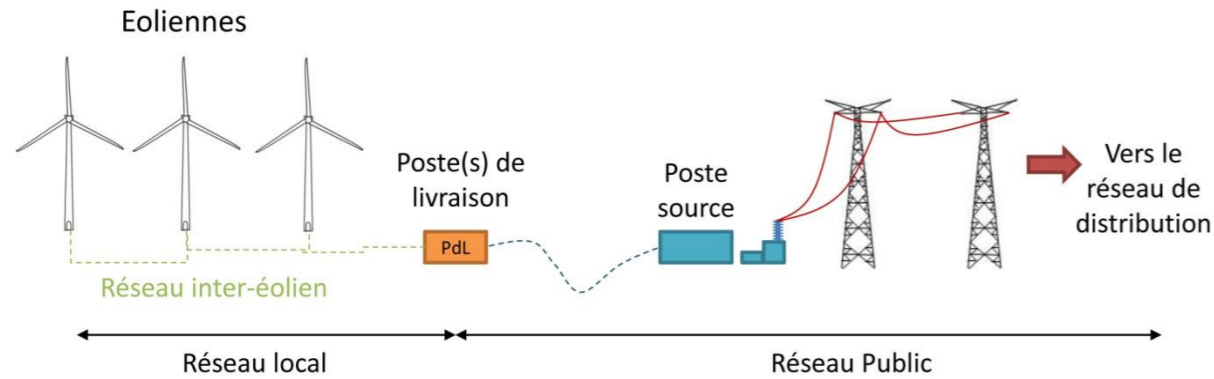 Eoliennes
Poste(s) de
livraison
PdL
Poste
source
Vers le
réseau de
distribution
Réseau inter-éolien
Réseau local
Réseau Public